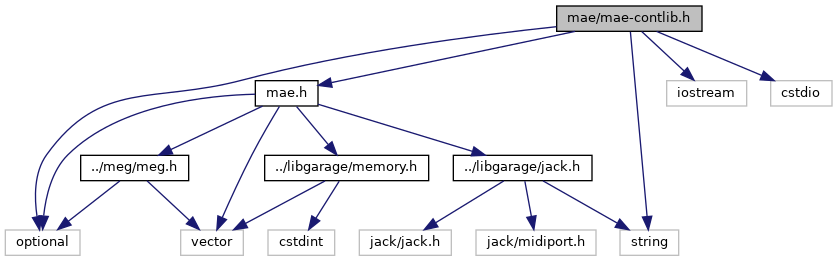 mae/mae-contlib.h
mae.h
iostream
cstdio
../meg/meg.h
../libgarage/memory.h
../libgarage/jack.h
optional
vector
cstdint
jack/jack.h
jack/midiport.h
string